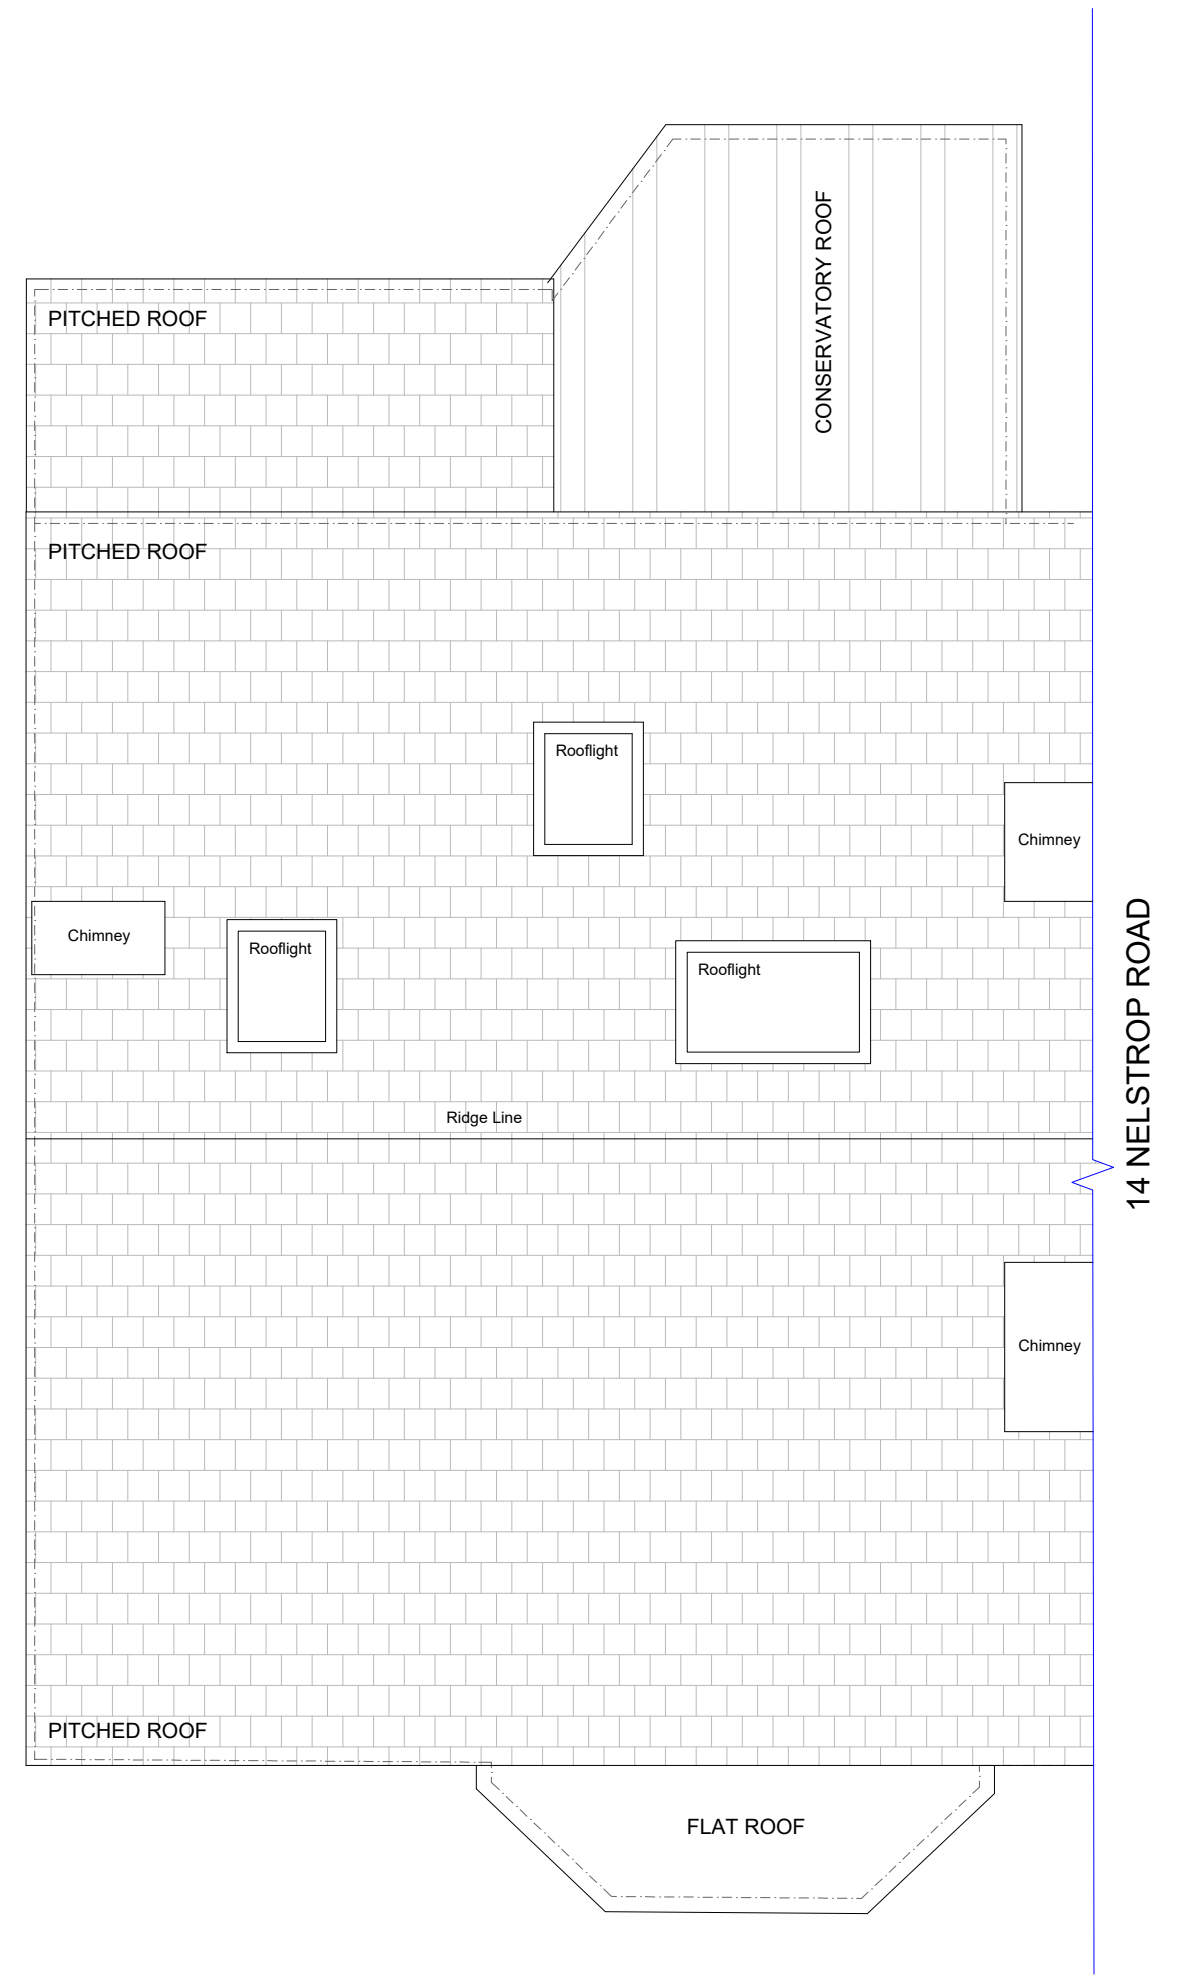 CONSERVATORY ROOF
PITCHED ROOF
PITCHED ROOF
Rooflight
Chimney
Chimney
Rooflight
Rooflight
Ridge Line
14 NELSTROP ROAD
Chimney
PITCHED ROOF
FLAT ROOF